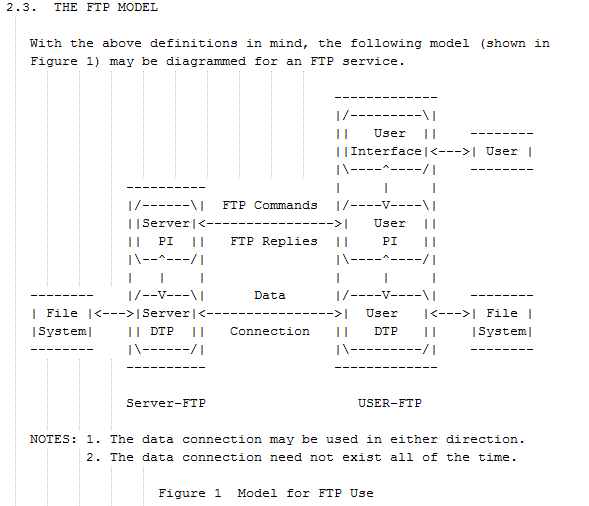 2.3.  THE FTP MODEL

   With the above definitions in mind, the following model (shown in
   Figure 1) may be diagrammed for an FTP service.

                                         -------------
                                         |/---------\|
                                         ||   User  ||    --------
                                         ||Interface|<--->| User |
                                         |\----^----/|    --------
               ----------                |     |     |
               |/------\|  FTP Commands  |/----V----\|
               ||Server|<---------------->|   User  ||
               ||  PI  ||   FTP Replies  ||    PI   ||
               |\--^---/|                |\----^----/|
               |   |    |                |     |     |
   --------    |/--V---\|      Data      |/----V----\|    --------
   | File |<--->|Server|<---------------->|  User   |<--->| File |
   |System|    || DTP  ||   Connection   ||   DTP   ||    |System|
   --------    |\------/|                |\---------/|    --------
               ----------                -------------

               Server-FTP                   USER-FTP

   NOTES: 1. The data connection may be used in either direction.
          2. The data connection need not exist all of the time.

                   Figure 1  Model for FTP Use